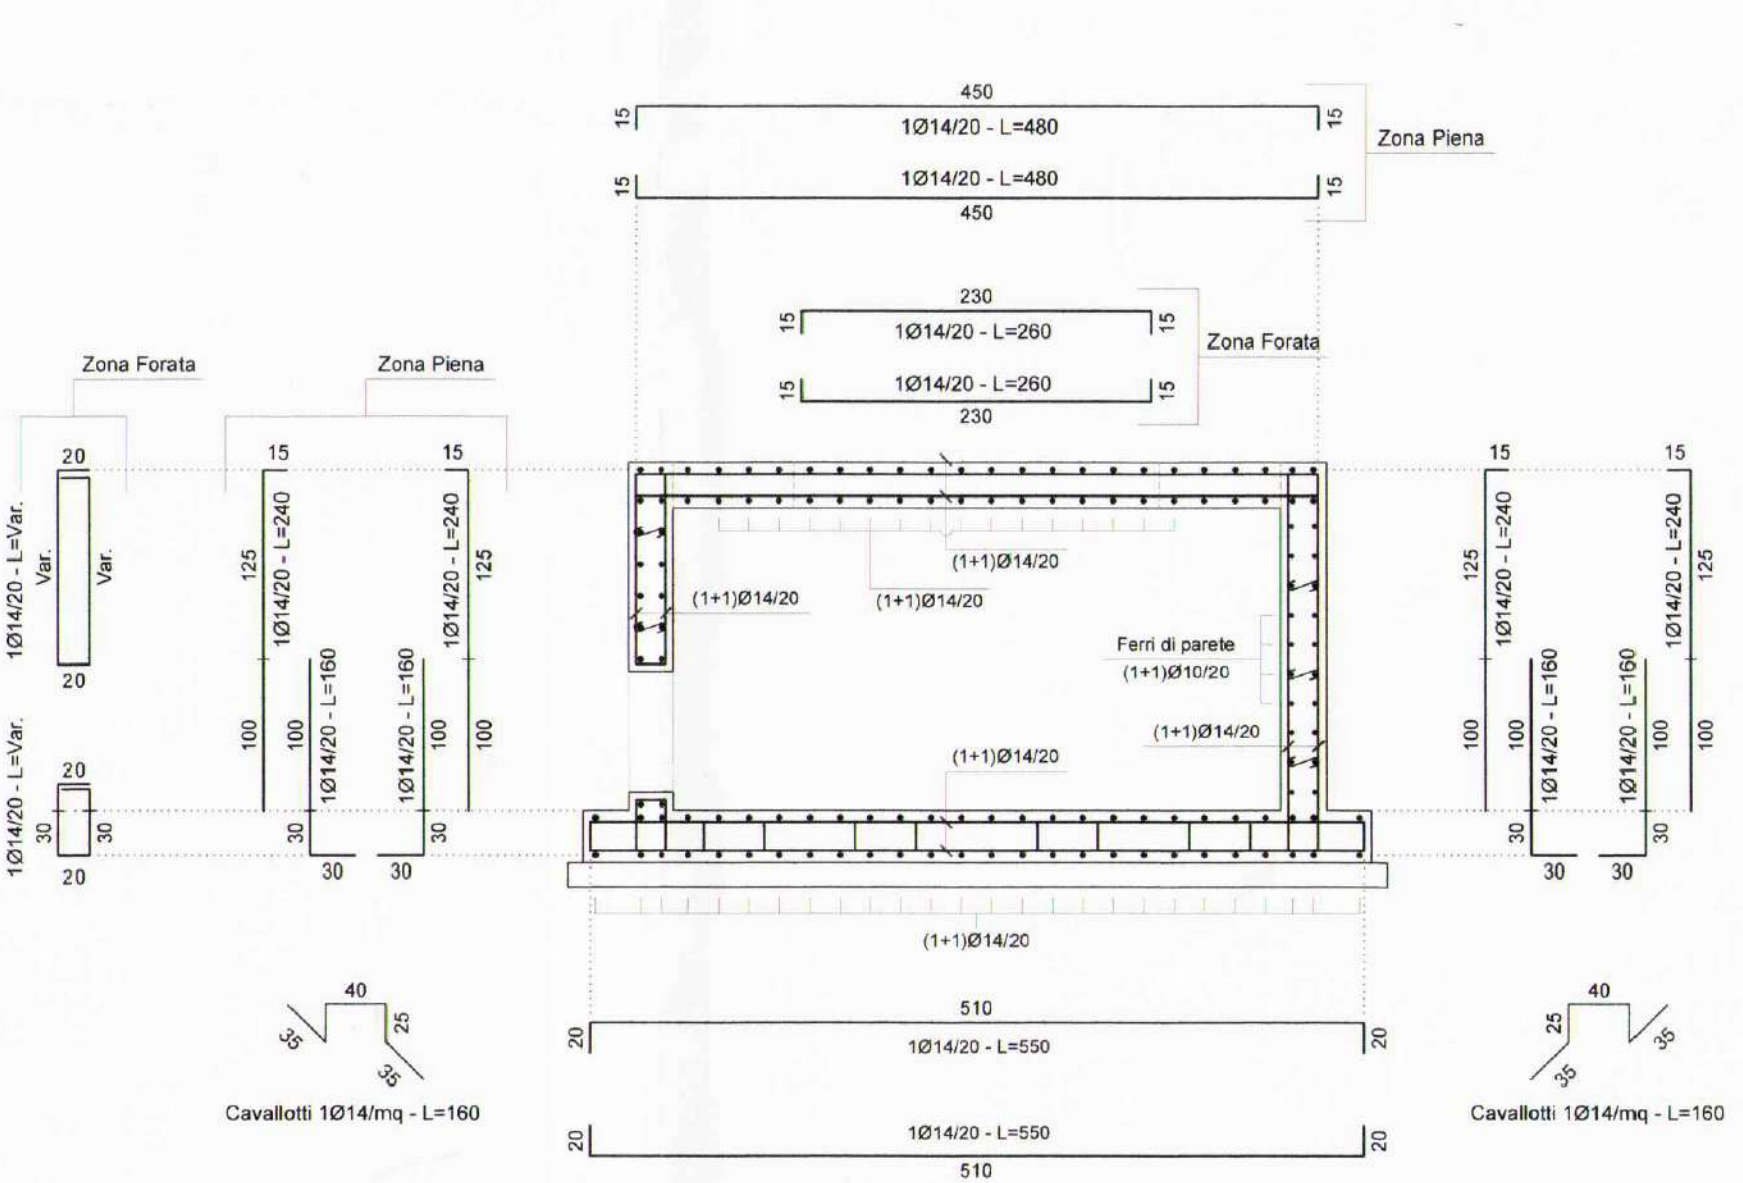 450
15
1Ø14/20 - L=480
15
Zona Piena
15
1Ø14/20 - L=480
15
450
230
15
1Ø14/20 - L=260
15
Zona Forata
15
1Ø14/20 - L=260
15
230
Zona Forata
Zona Piena
20
1Ø14/20 - L=Var.
Var.
Var.
20
1Ø14/20 - L=Var.
20
30
30
20
15
15
125
1Ø14/20 - L=240
1Ø14/20 - L=240
125
100
100
1Ø14/20 - L=160
1Ø14/20 - L=160
100
100
30
30
30
30
(1+1)Ø14/20
(1+1)Ø14/20
(1+1)Ø14/20
Ferri di parete
(1+1)Ø10/20
(1+1)Ø14/20
(1+1)Ø14/20
(1+1)Ø14/20
15
15
125
1Ø14/20 - L=240
1Ø14/20 - L=240
125
100
100
1Ø14/20 - L=160
1Ø14/20 - L=160
100
100
30
30
30
30
40
35
25
35
Cavallotti 1Ø14/mq - L=160
510
20
1Ø14/20 - L=550
20
20
1Ø14/20 - L=550
20
510
40
25
35
35
Cavallotti 1Ø14/mq - L=160